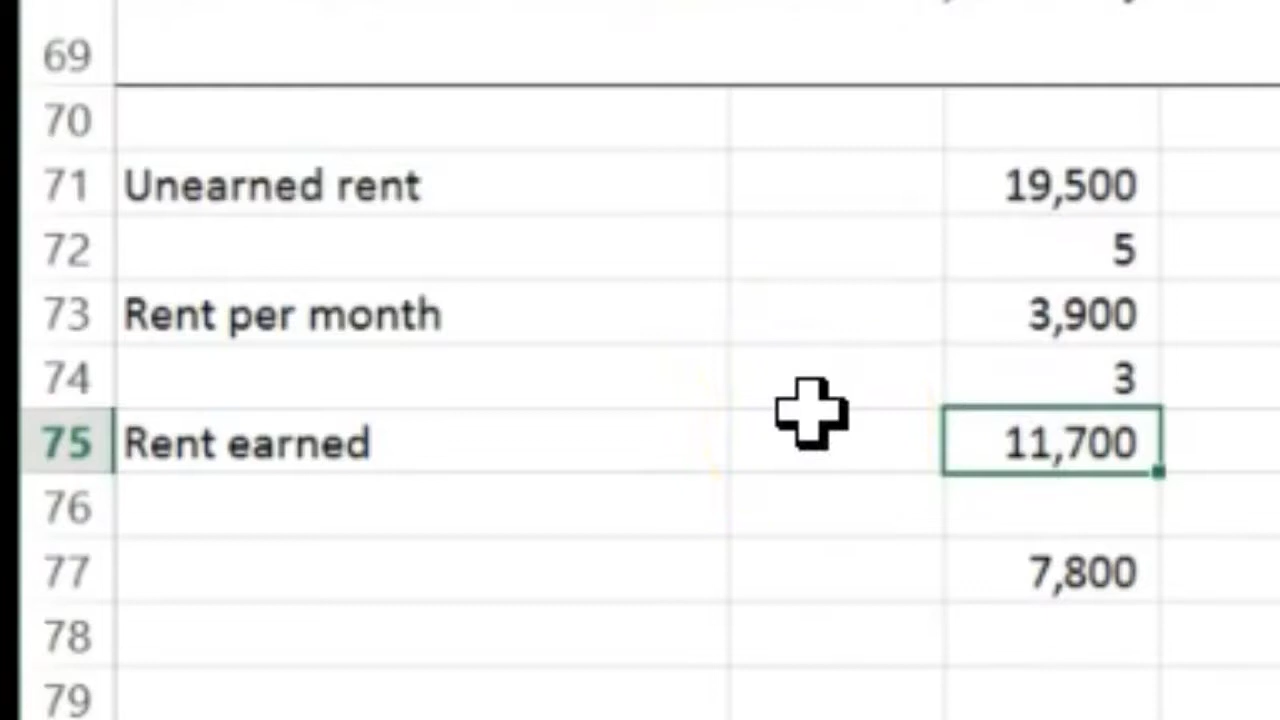 69
70
71 Unearned rent 19,500
72 5
73 Rent per month 3,900
74 3
75 Rent earned 11,700
76
77 7,800
78
79